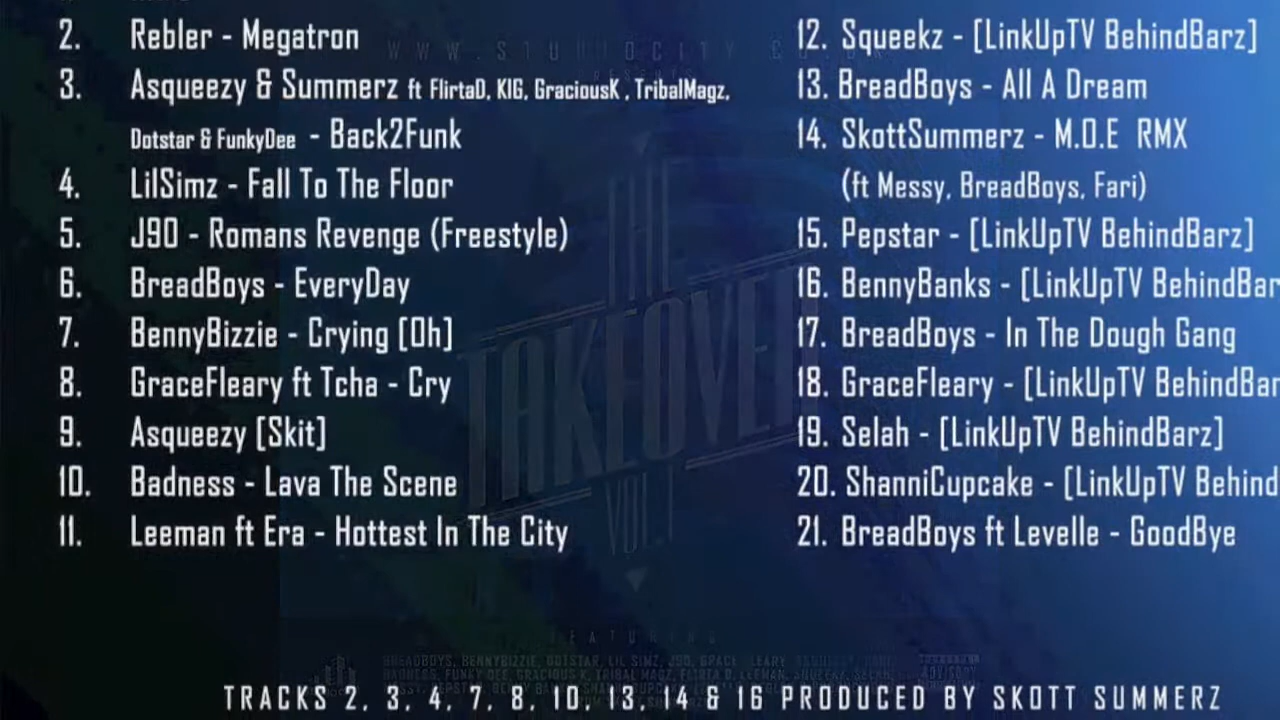 2. Rebler - Megatron
3. Asqueezy & Summerz ft FlirtaD, KIG, GraciousK , TribalMagz,
Dotstar & FunkyDee - Back2Funk
4. LilSimz - Fall To The Floor
5. J90 - Romans Revenge (Freestyle)
6. BreadBoys - EveryDay
7. BennyBizzie - Crying [Oh]
8. GraceFleary ft Tcha - Cry
9. Asqueezy [Skit]
10. Badness - Lava The Scene
11. Leeman ft Era - Hottest In The City
12. Squeekz - [LinkUpTV BehindBarz]
13. BreadBoys - All A Dream
14. SkottSummerz - M.O.E RMX
(ft Messy, BreadBoys, Fari)
15. Pepstar - [LinkUpTV BehindBarz]
16. BennyBanks - [LinkUpTV BehindBar
17. BreadBoys - In The Dough Gang
18. GraceFleary - [LinkUpTV BehindBar
19. Selah - [LinkUpTV BehindBarz]
20. ShanniCupcake - [LinkUpTV Behind
21. BreadBoys ft Levelle - GoodBye
THE
TAKEOVER
VOL.1
FEATURING
TRACKS 2, 3, 4, 7, 8, 10, 13, 14 & 16 PRODUCED BY SKOTT SUMMERZ